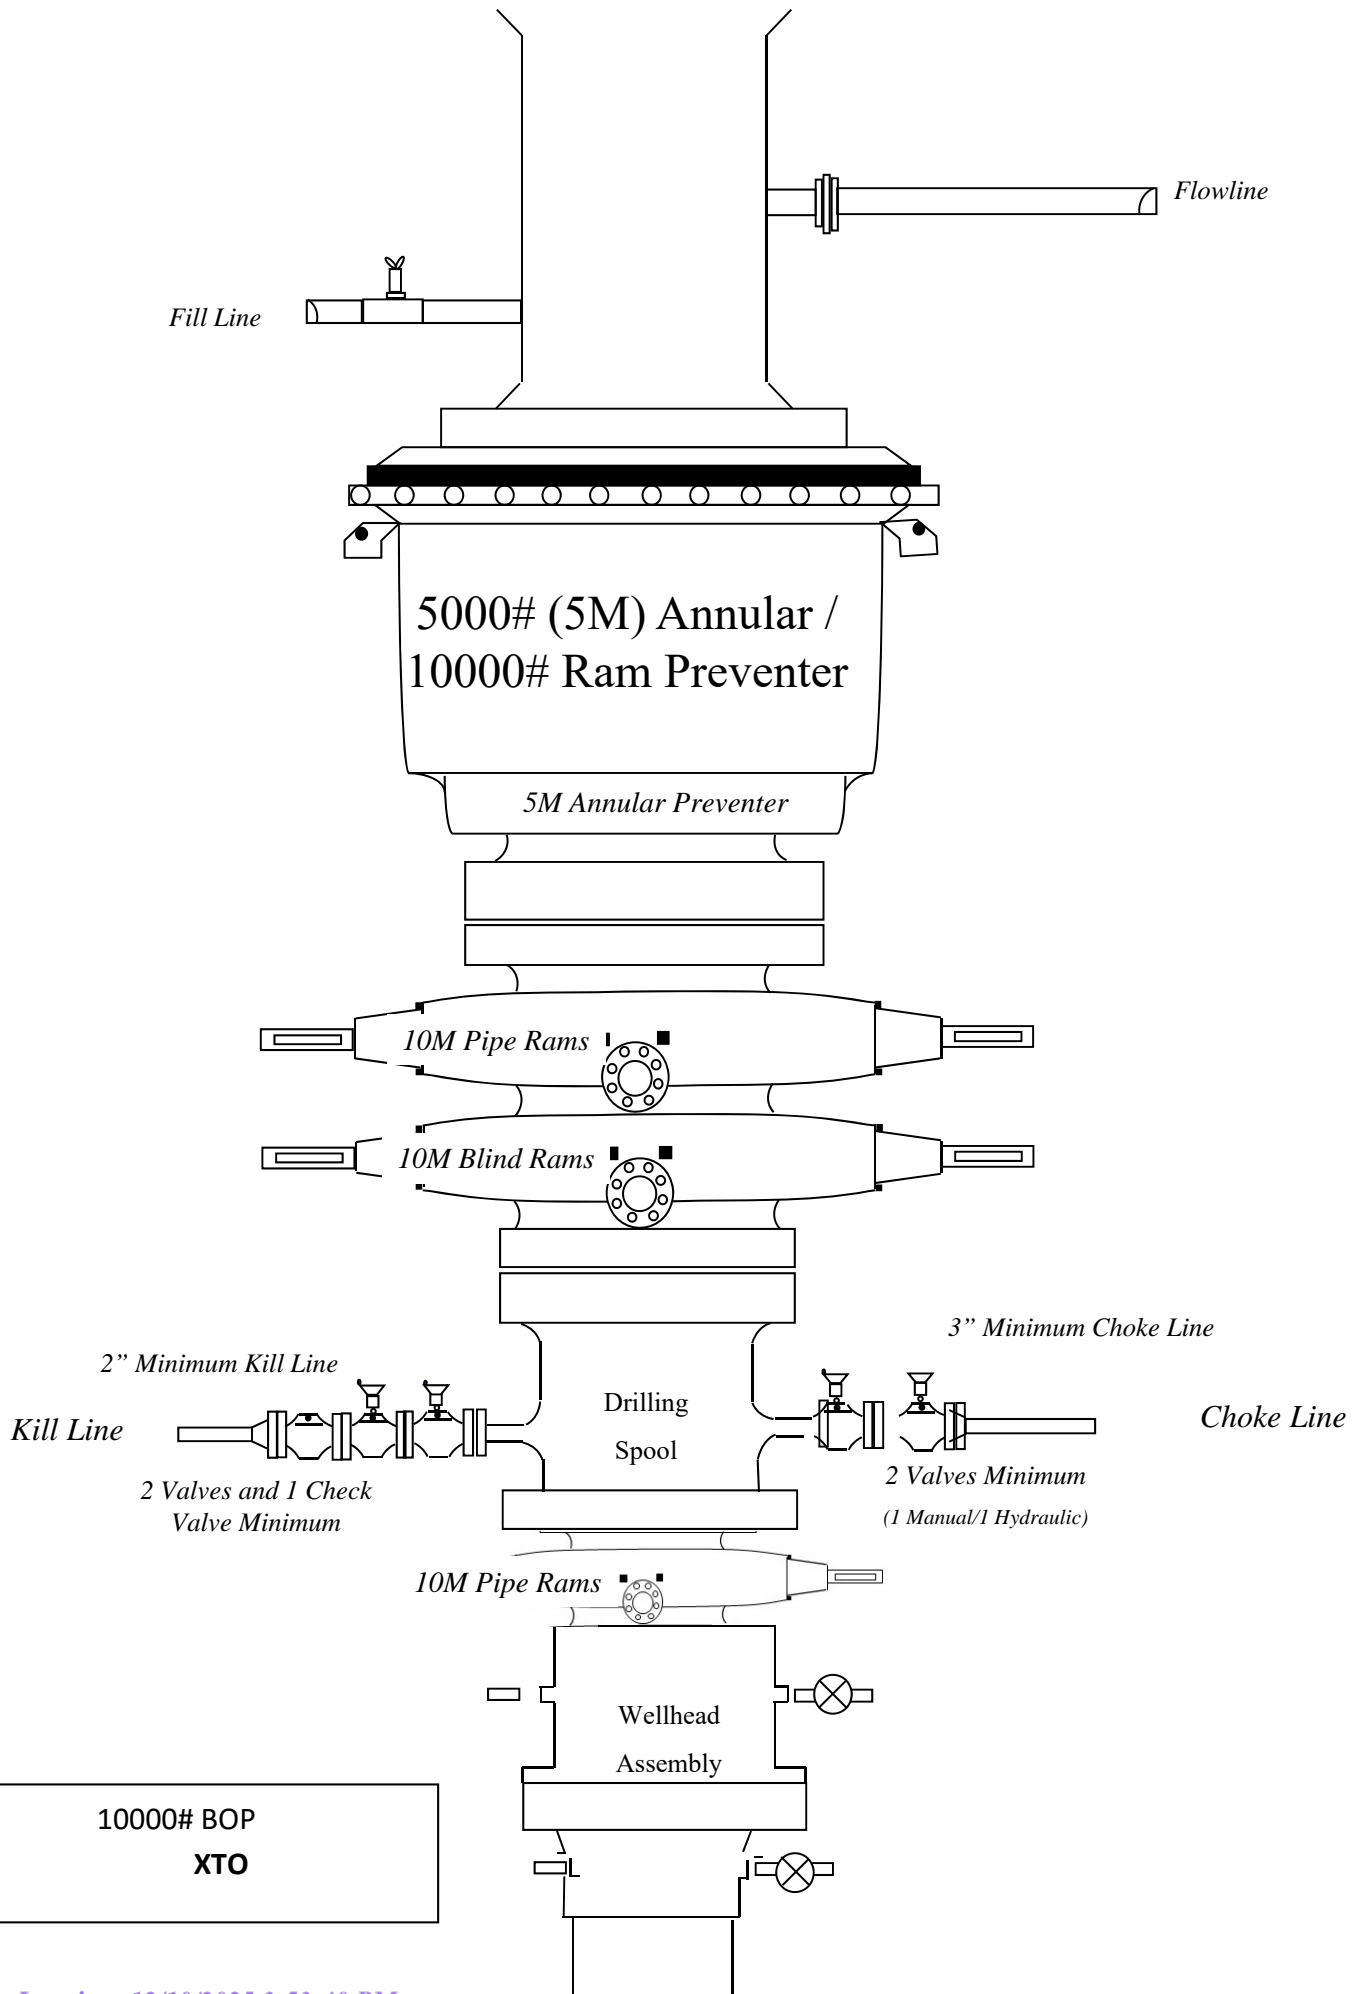 Flowline
Fill Line
5000# (5M) Annular /
10000# Ram Preventer
5M Annular Preventer
10M Pipe Rams
10M Blind Rams
3” Minimum Choke Line
2” Minimum Kill Line
Drilling
Spool
Kill Line
Choke Line
2 Valves and 1 Check
Valve Minimum
2 Valves Minimum
(1 Manual/1 Hydraulic)
10M Pipe Rams
Wellhead
Assembly
10000# BOP
XTO